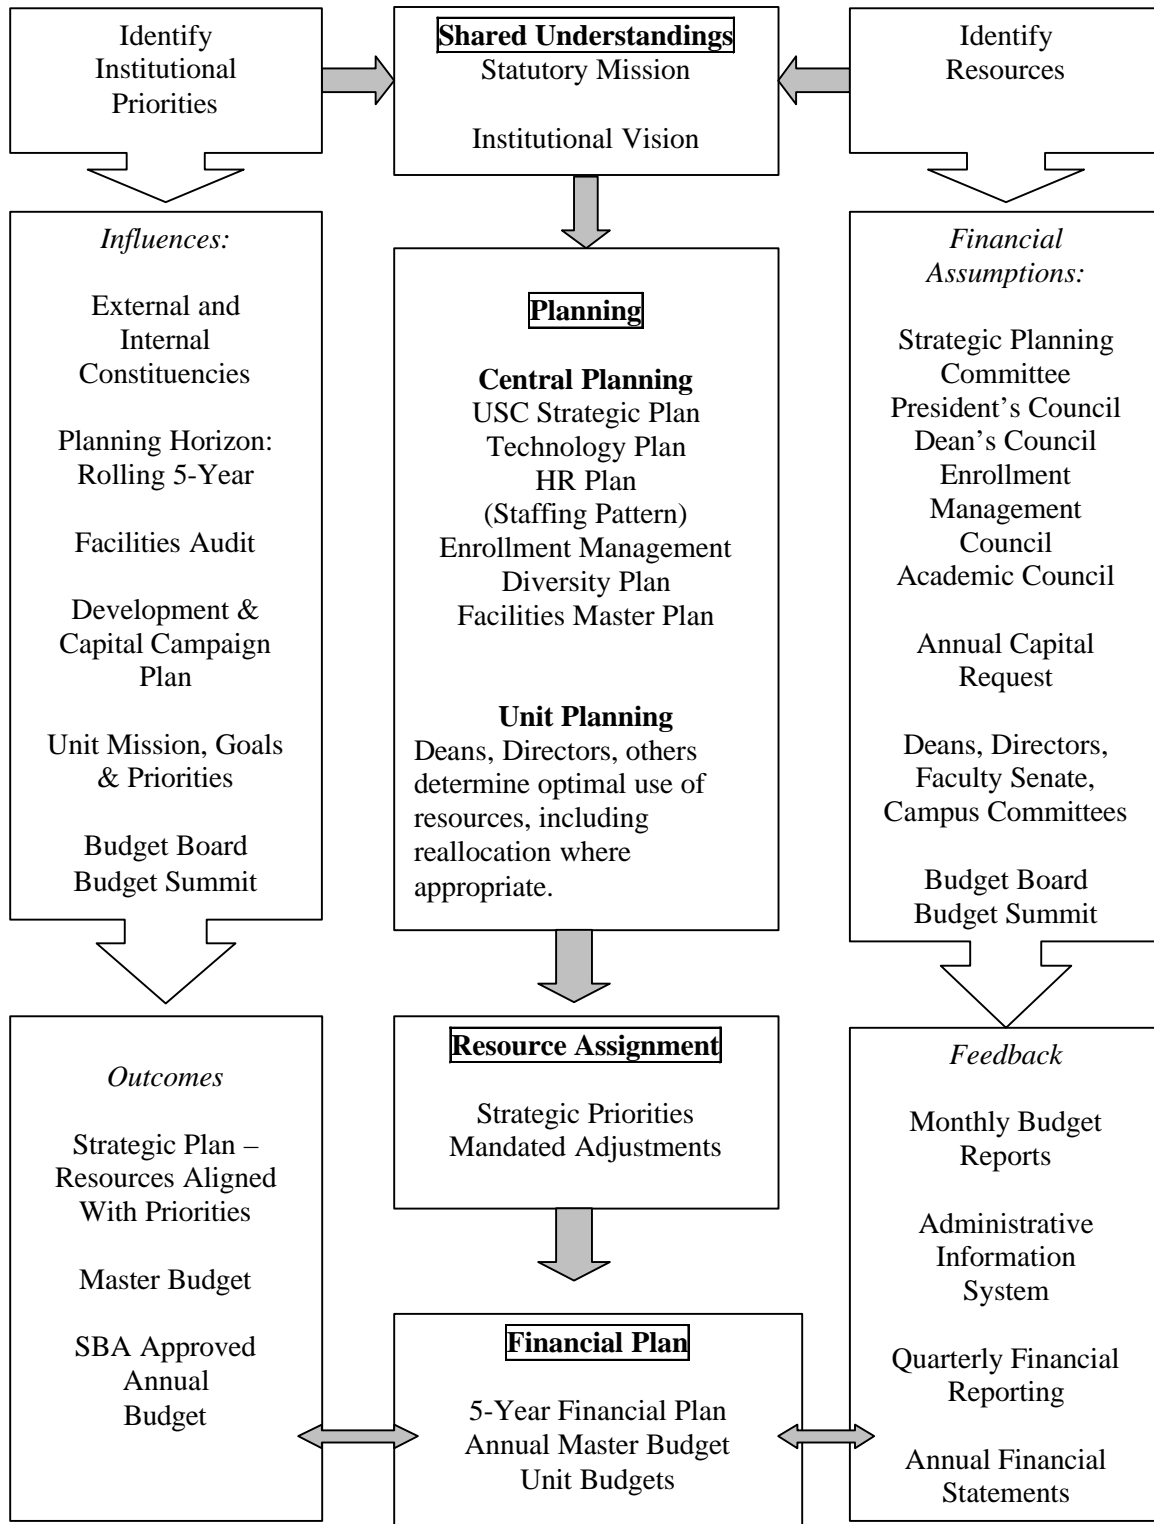 Identify
Institutional
Priorities
Shared Understandings
Statutory Mission
Institutional Vision
Identify
Resources
Influences:
External and
Internal
Constituencies
Planning Horizon:
Rolling 5-Year
Facilities Audit
Development &
Capital Campaign
Plan
Unit Mission, Goals
& Priorities
Budget Board
Budget Summit
Planning
Central Planning
USC Strategic Plan
Technology Plan
HR Plan
(Staffing Pattern)
Enrollment Management
Diversity Plan
Facilities Master Plan
Unit Planning
Deans, Directors, others
determine optimal use of
resources, including
reallocation where
appropriate.
Financial
Assumptions:
Strategic Planning
Committee
President’s Council
Dean’s Council
Enrollment
Management
Council
Academic Council
Annual Capital
Request
Deans, Directors,
Faculty Senate,
Campus Committees
Budget Board
Budget Summit
Outcomes
Strategic Plan –
Resources Aligned
With Priorities
Master Budget
SBA Approved
Annual
Budget
Resource Assignment
Strategic Priorities
Mandated Adjustments
Financial Plan
5-Year Financial Plan
Annual Master Budget
Unit Budgets
Feedback
Monthly Budget
Reports
Administrative
Information
System
Quarterly Financial
Reporting
Annual Financial
Statements